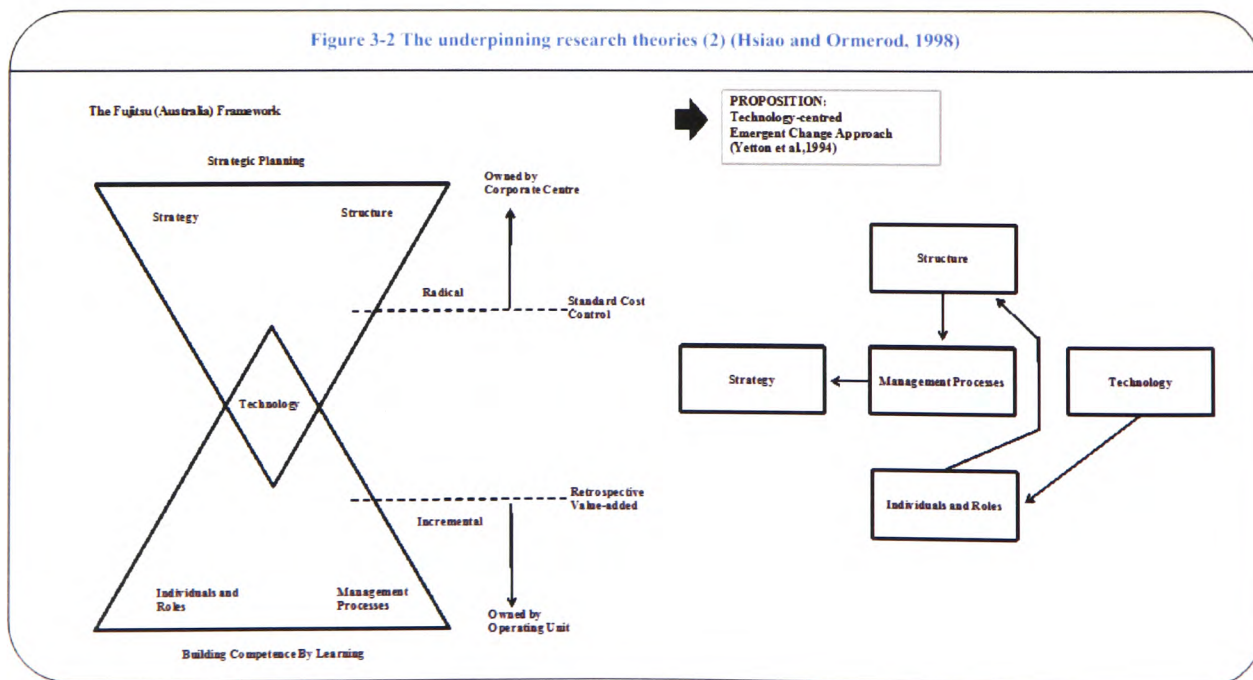 Figure 3-2 The underpinning research theories (2) (Hsiao and Ormerod, 1998)
The Fujitsu (Australia) Framework
Strategic Planning
Strategy
Structure
Technology
Individuals and
Roles
Management
Processes
Building Competence By Learning
Owned by
Corporate Centre
Radical
Standard Cost
Control
Retrospective
Value-added
Incremental
Owned by
Operating Unit
PROPOSITION:
Technology-centred
Emergent Change Approach
(Yetton et al.,1994)
Structure
Strategy
Management Processes
Technology
Individuals and Roles